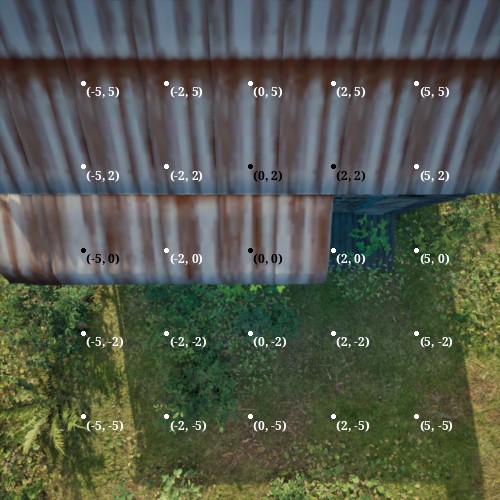 (-5, 5) (-2, 5) (0, 5) (2, 5) (5, 5)
(-5, 2) (-2, 2) (0, 2) (2, 2) (5, 2)
(-5, 0) (-2, 0) (0, 0) (2, 0) (5, 0)
(-5, -2) (-2, -2) (0, -2) (2, -2) (5, -2)
(-5, -5) (-2, -5) (0, -5) (2, -5) (5, -5)